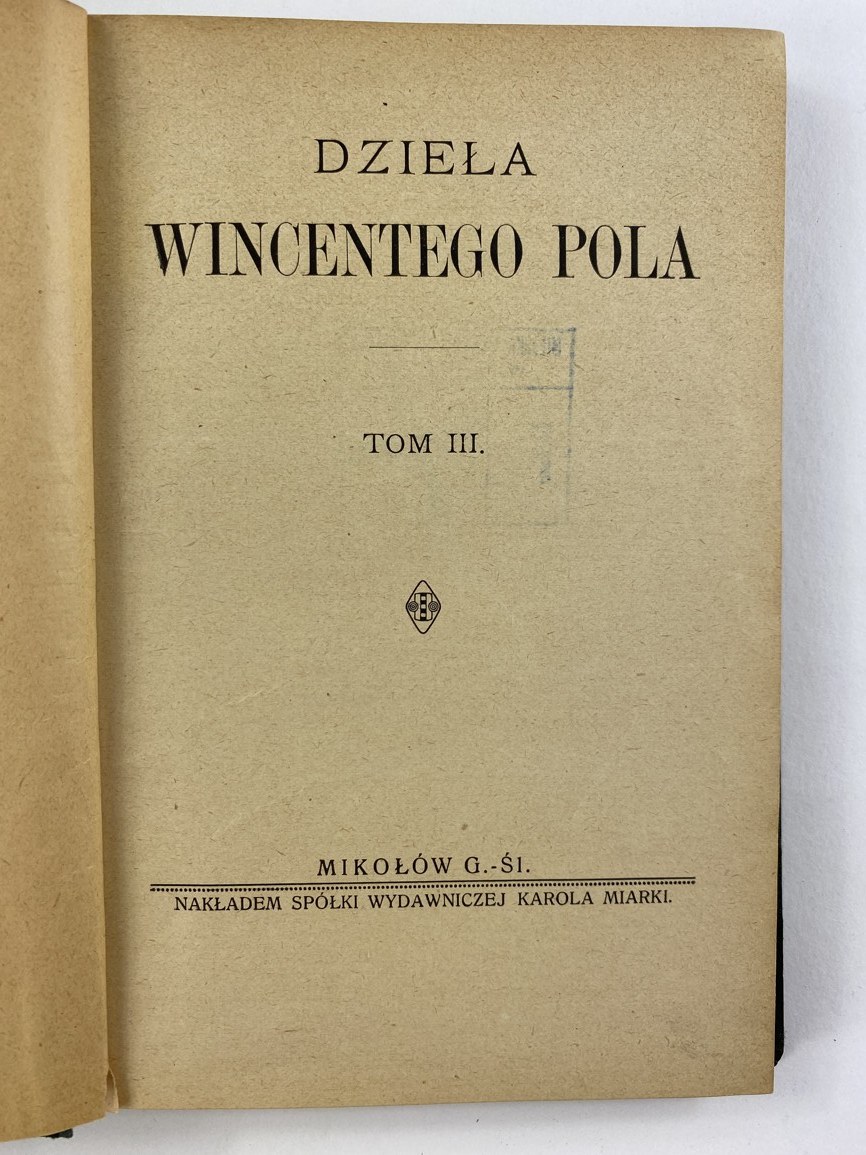 DZIEŁA
WINCENTEGO POLA
TOM III.
MIKOŁÓW G.-Śl.
NAKŁADEM SPÓŁKI WYDAWNICZEJ KAROLA MIARKI.